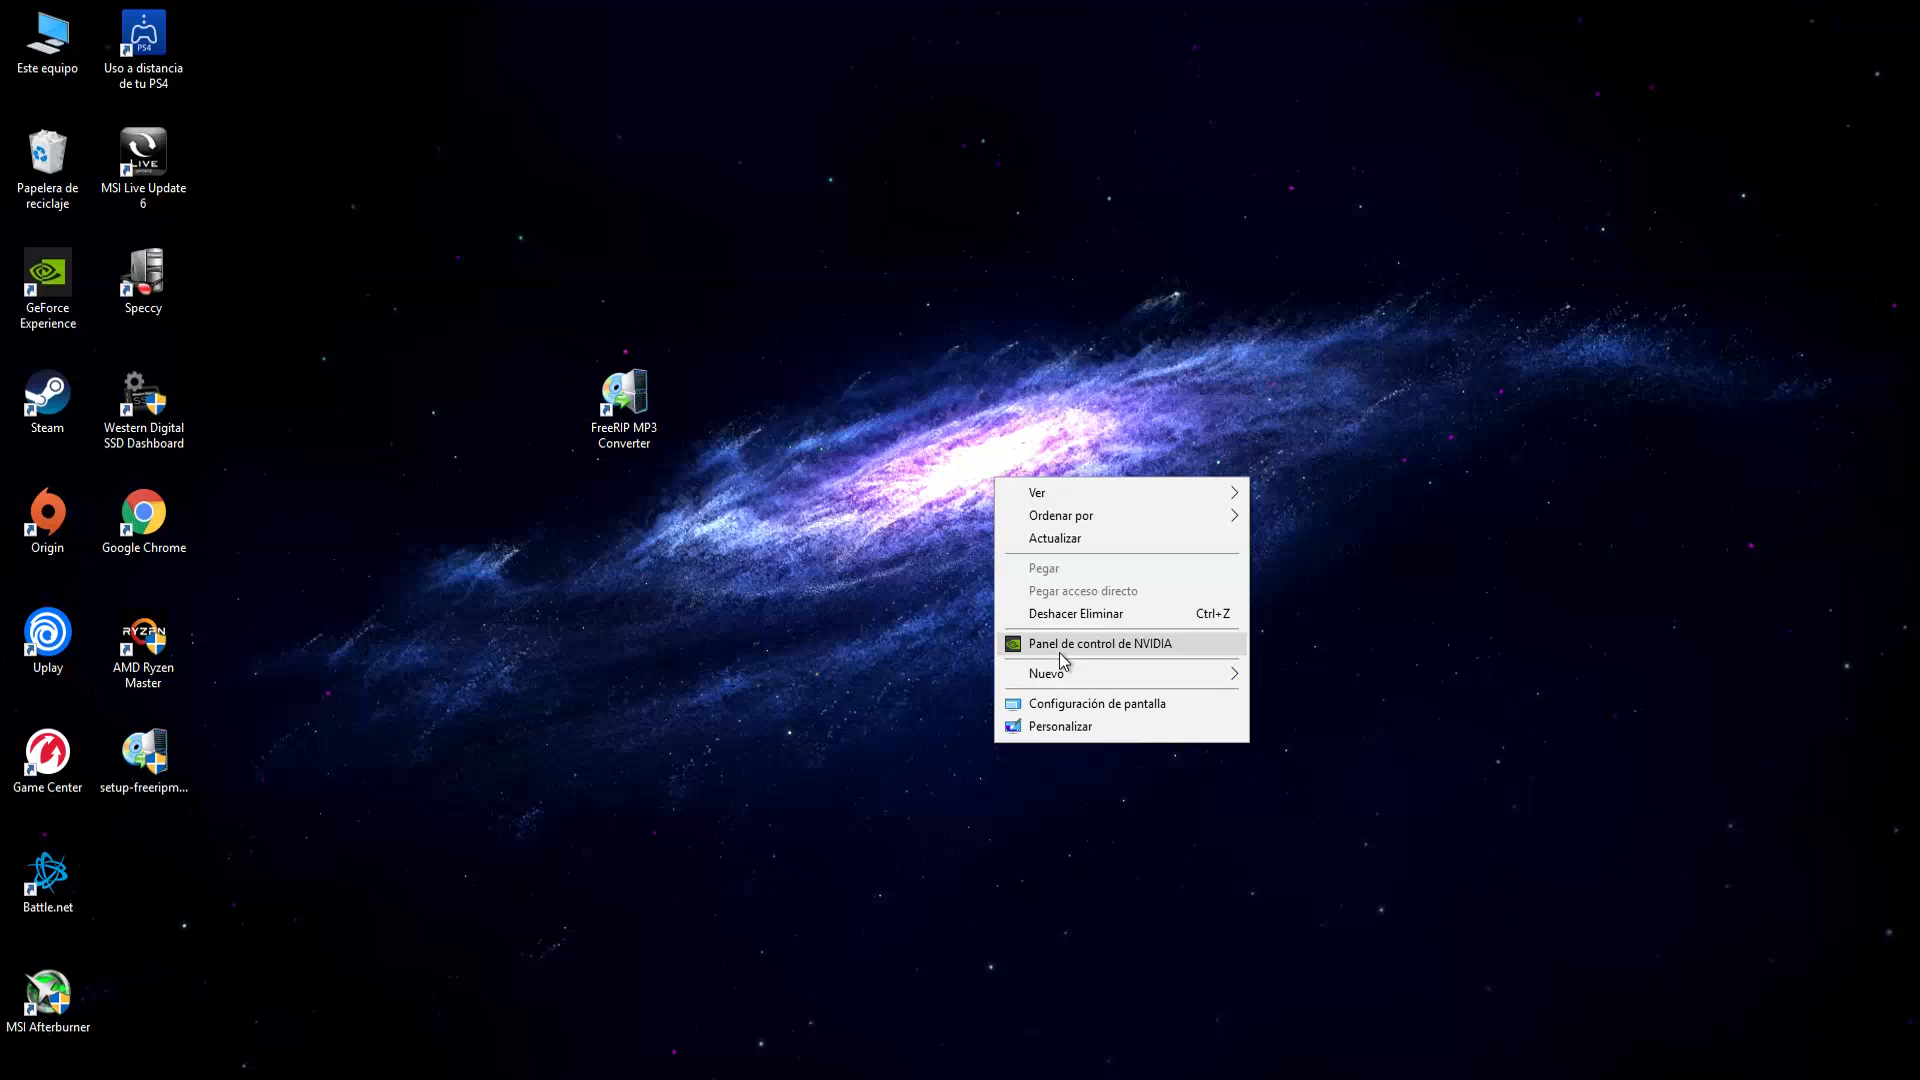 Este equipo
Uso a distancia
de tu PS4
PS4
Papelera de
reciclaje
LIVE
MSI Live Update
6
GeForce
Experience
Speccy
Steam
Western Digital
SSD Dashboard
FreeRIP MP3
Converter
Origin
Google Chrome
Uplay
RYZEN
AMD Ryzen
Master
Game Center
setup-freeripm...
Battle.net
MSI Afterburner
Ver
Ordenar por
Actualizar
Pegar
Pegar acceso directo
Deshacer Eliminar Ctrl+Z
Panel de control de NVIDIA
Nuevo
Configuración de pantalla
Personalizar